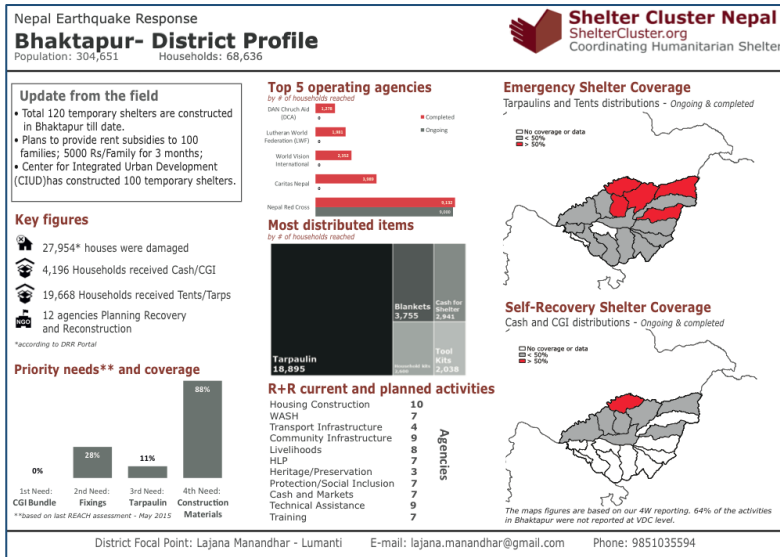 Nepal Earthquake Response
Bhaktapur- District Profile
Population: 304,651 Households: 68,636
Shelter Cluster Nepal
ShelterCluster.org
Coordinating Humanitarian Shelter
Update from the field
• Total 120 temporary shelters are constructed
in Bhaktapur till date.
• Plans to provide rent subsidies to 100
families; 5000 Rs/Family for 3 months;
• Center for Integrated Urban Development
(CIUD)has constructed 100 temporary shelters.
Key figures
27,954* houses were damaged
4,196 Households received Cash/CGI
19,668 Households received Tents/Tarps
NGO
12 agencies Planning Recovery
and Reconstruction
*according to DRR Portal
Priority needs** and coverage
0%
28%
11%
88%
1st Need:
CGI Bundle
2nd Need:
Fixings
3rd Need:
Tarpaulin
4th Need:
Construction
Materials
**based on last REACH assessment - May 2015
Top 5 operating agencies
by # of households reached
DAN Chruch Aid
(DCA)
0
Lutheran World
Federation (LWF)
0
World Vision
International
0
Caritas Nepal
0
Nepal Red Cross
Completed
Ongoing
Most distributed items
by # of households reached
Tarpaulin
18,895
Blankets
3,755
Cash for
Shelter
2,941
Tool
Kits
2,038
R+R current and planned activities
Housing Construction 10
WASH 7
Transport Infrastructure 4
Community Infrastructure 9
Livelihoods 8
HLP 7
Heritage/Preservation 3
Protection/Social Inclusion 7
Cash and Markets 7
Technical Assistance 9
Training 7
Agencies
Emergency Shelter Coverage
Tarpaulins and Tents distributions - Ongoing & completed
No coverage or data
< 50%
> 50%
Self-Recovery Shelter Coverage
Cash and CGI distributions - Ongoing & completed
No coverage or data
< 50%
> 50%
The maps figures are based on our 4W reporting. 64% of the activities
in Bhaktapur were not reported at VDC level.
District Focal Point: Lajana Manandhar - Lumanti E-mail: lajana.manandhar@gmail.com Phone: 9851035594